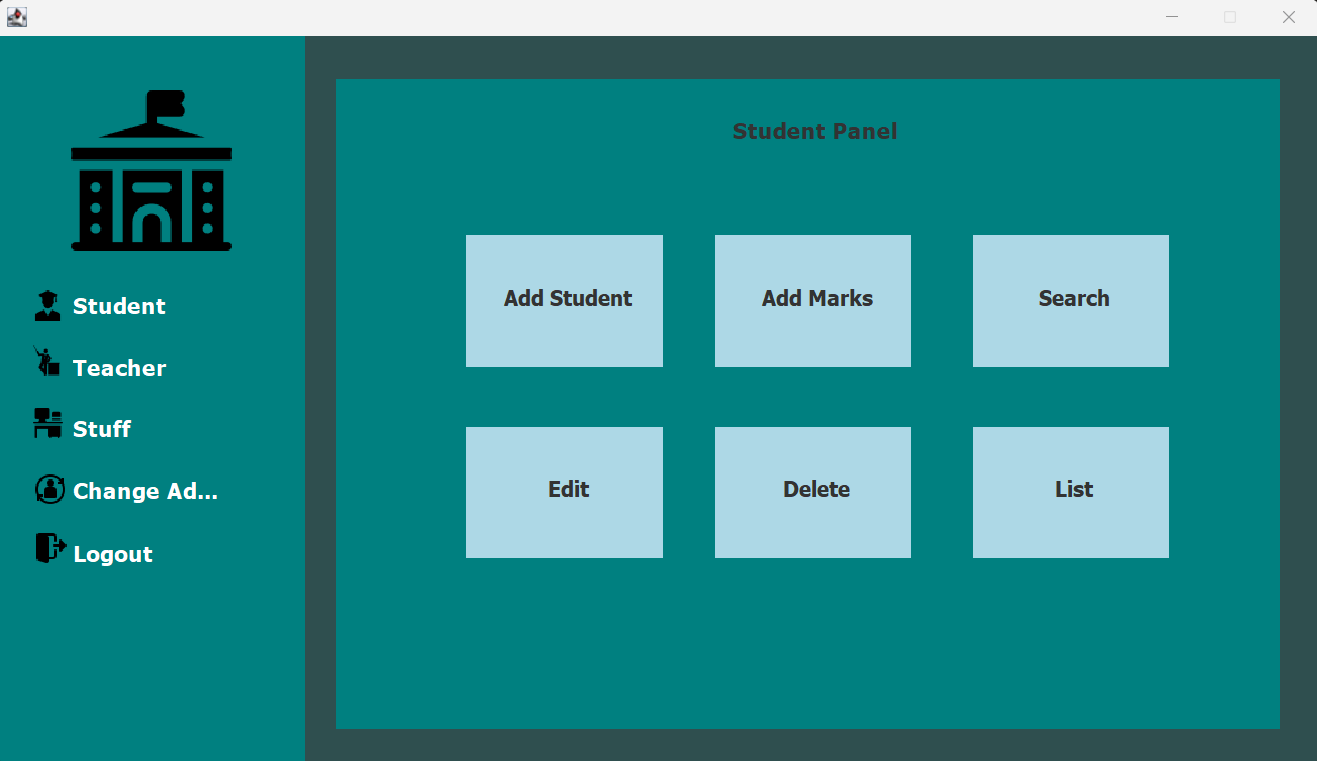 Student
Teacher
Stuff
Change Ad...
Logout
Student Panel
Add Student
Add Marks
Search
Edit
Delete
List